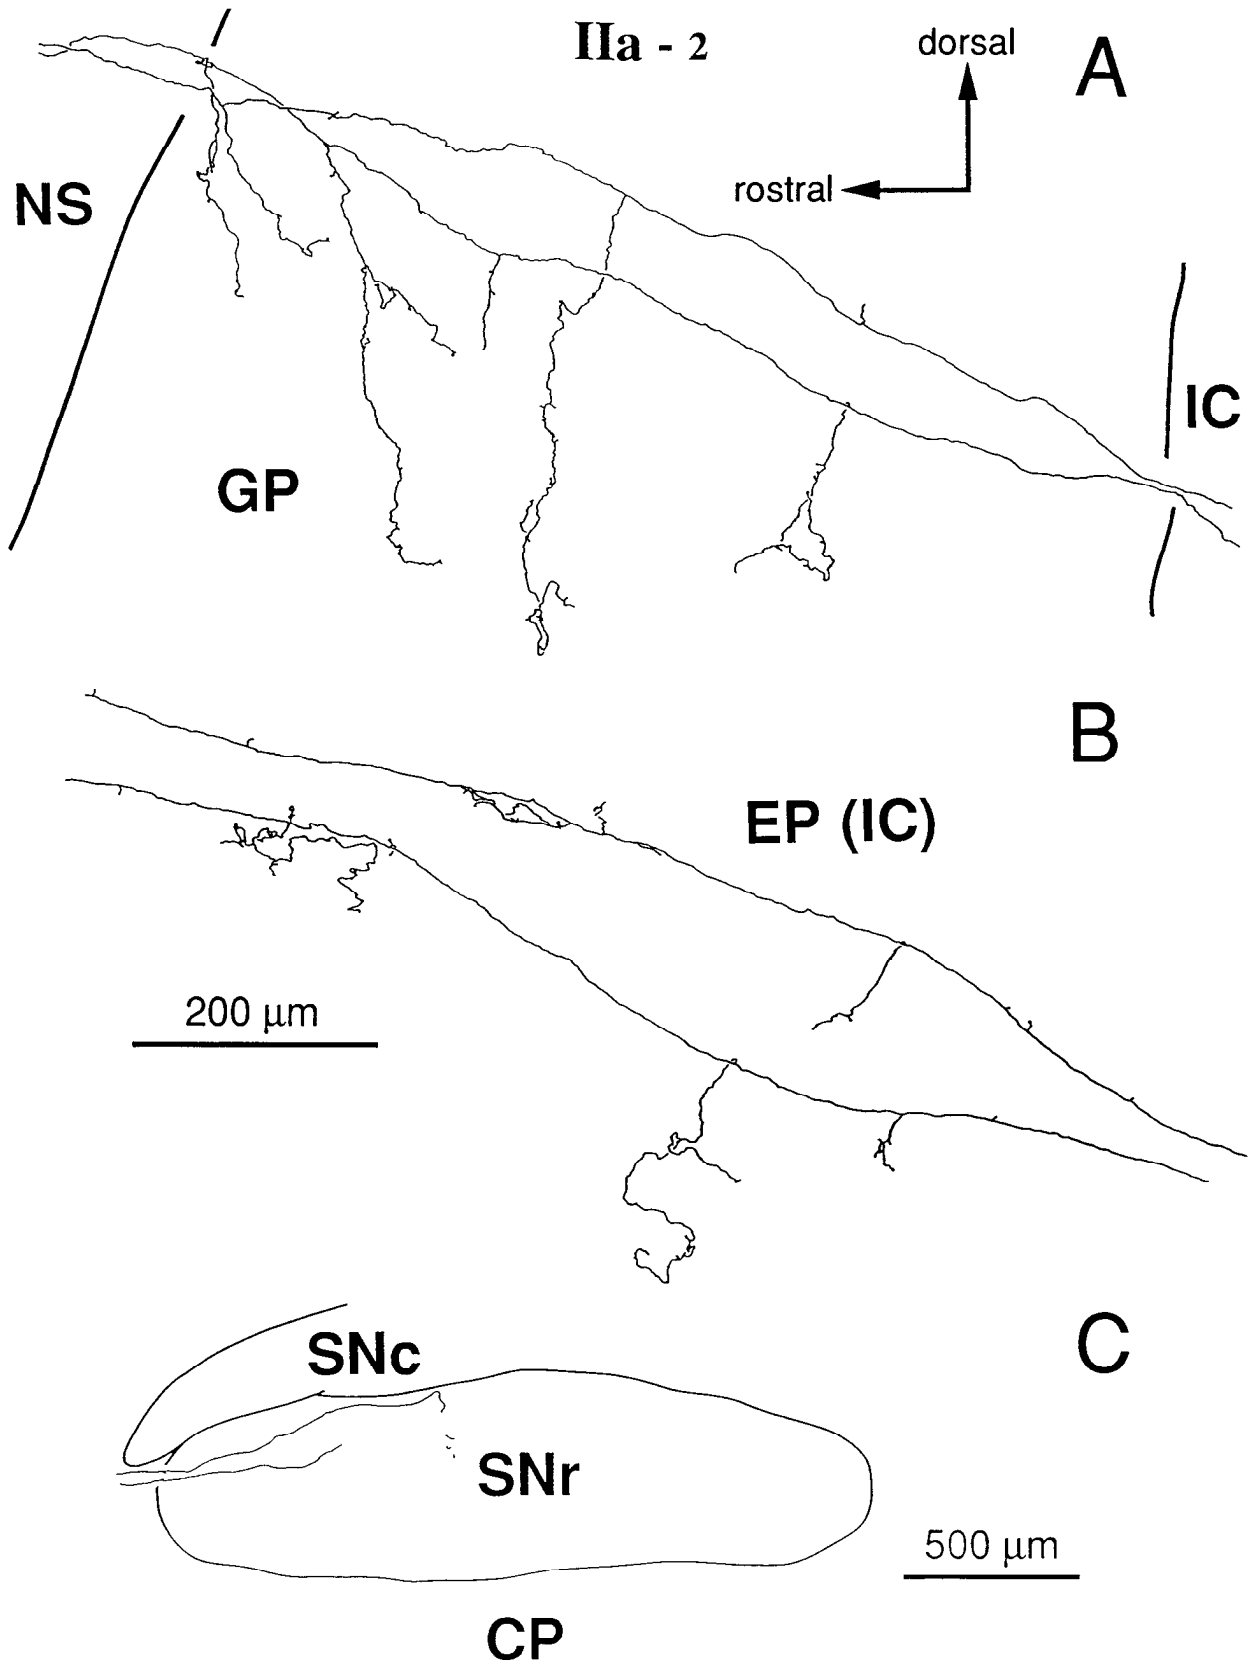 IIa - 2
dorsal
A
rostral
NS
IC
GP
B
EP (IC)
200 μm
C
SNc
SNr
500 μm
CP